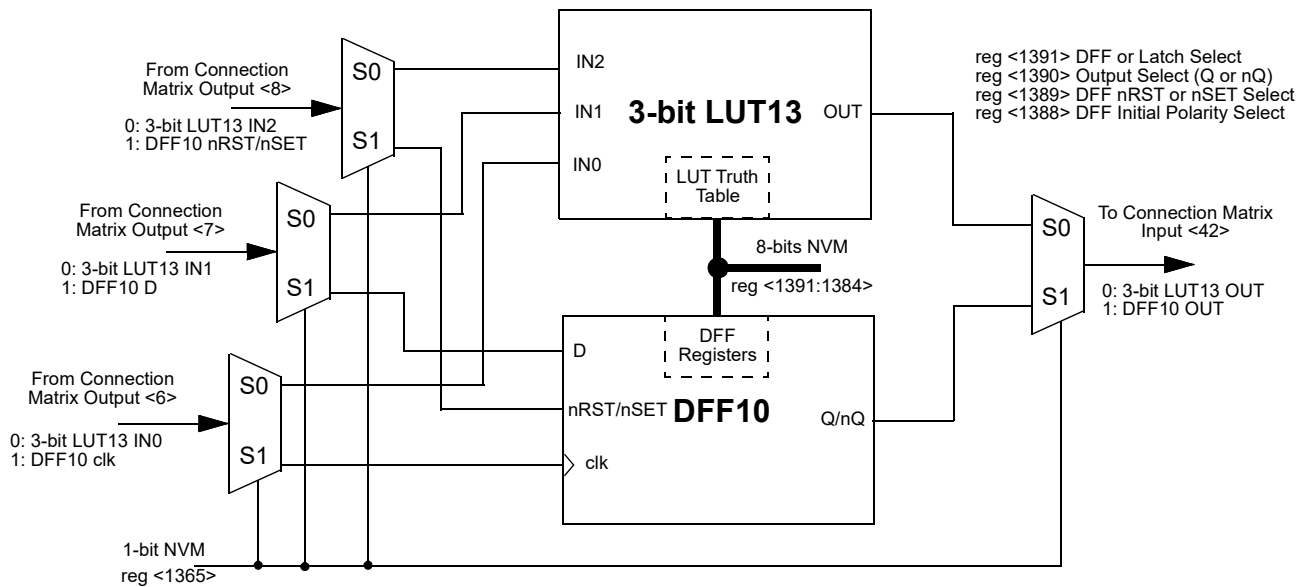 From Connection
Matrix Output <8>
0: 3-bit LUT13 IN2
1: DFF10 nRST/nSET
S0
S1
From Connection
Matrix Output <7>
0: 3-bit LUT13 IN1
1: DFF10 D
S0
S1
From Connection
Matrix Output <6>
0: 3-bit LUT13 IN0
1: DFF10 clk
S0
S1
1-bit NVM
reg <1365>
IN2
IN1
IN0
3-bit LUT13
OUT
LUT Truth
Table
8-bits NVM
reg <1391:1384>
DFF
Registers
D
nRST/nSET
clk
DFF10
Q/nQ
reg <1391> DFF or Latch Select
reg <1390> Output Select (Q or nQ)
reg <1389> DFF nRST or nSET Select
reg <1388> DFF Initial Polarity Select
S0
S1
To Connection Matrix
Input <42>
0: 3-bit LUT13 OUT
1: DFF10 OUT